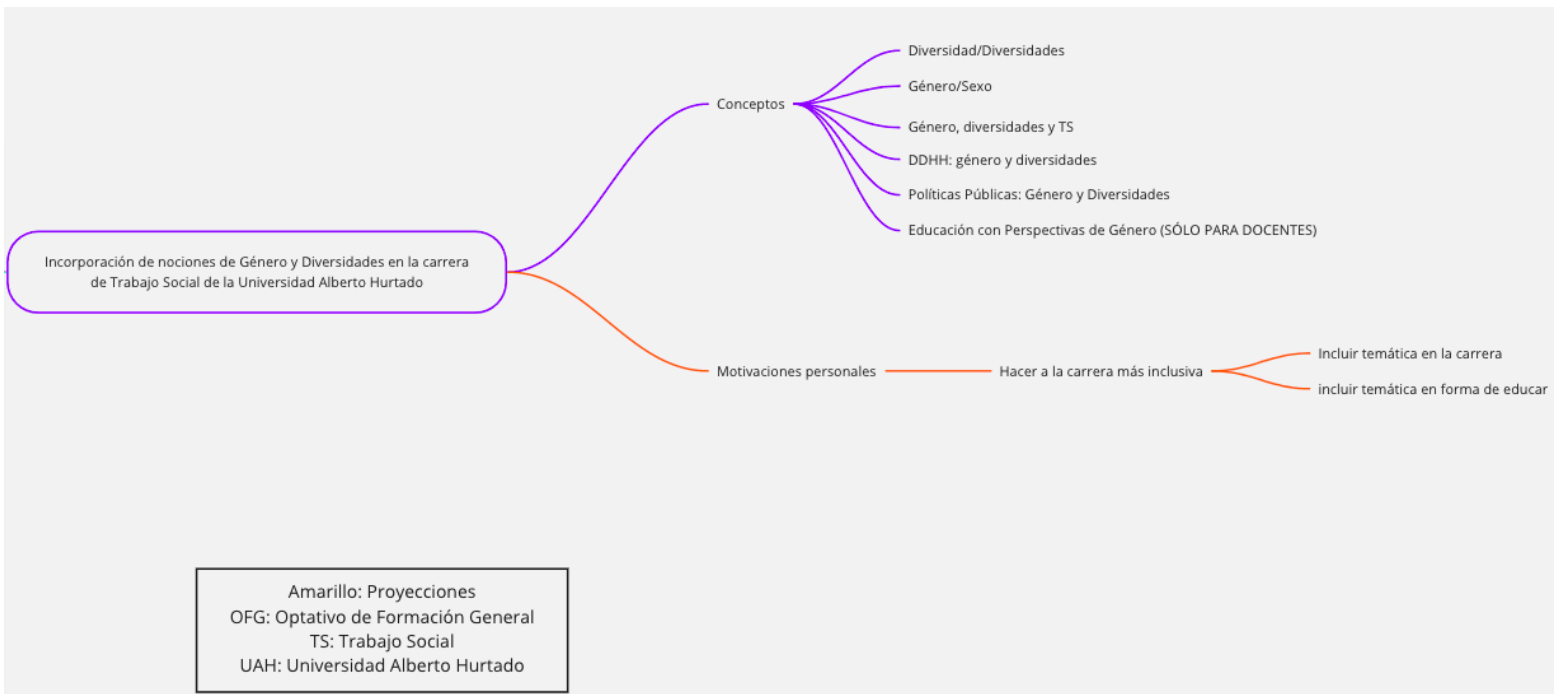 Diversidad/Diversidades
Género/Sexo
Conceptos
Género, diversidades y TS
DDHH: género y diversidades
Políticas Públicas: Género y Diversidades
Educación con Perspectivas de Género (SÓLO PARA DOCENTES)
Incorporación de nociones de Género y Diversidades en la carrera
de Trabajo Social de la Universidad Alberto Hurtado
Motivaciones personales
Hacer a la carrera más inclusiva
Incluir temática en la carrera
incluir temática en forma de educar
Amarillo: Proyecciones
OFG: Optativo de Formación General
TS: Trabajo Social
UAH: Universidad Alberto Hurtado